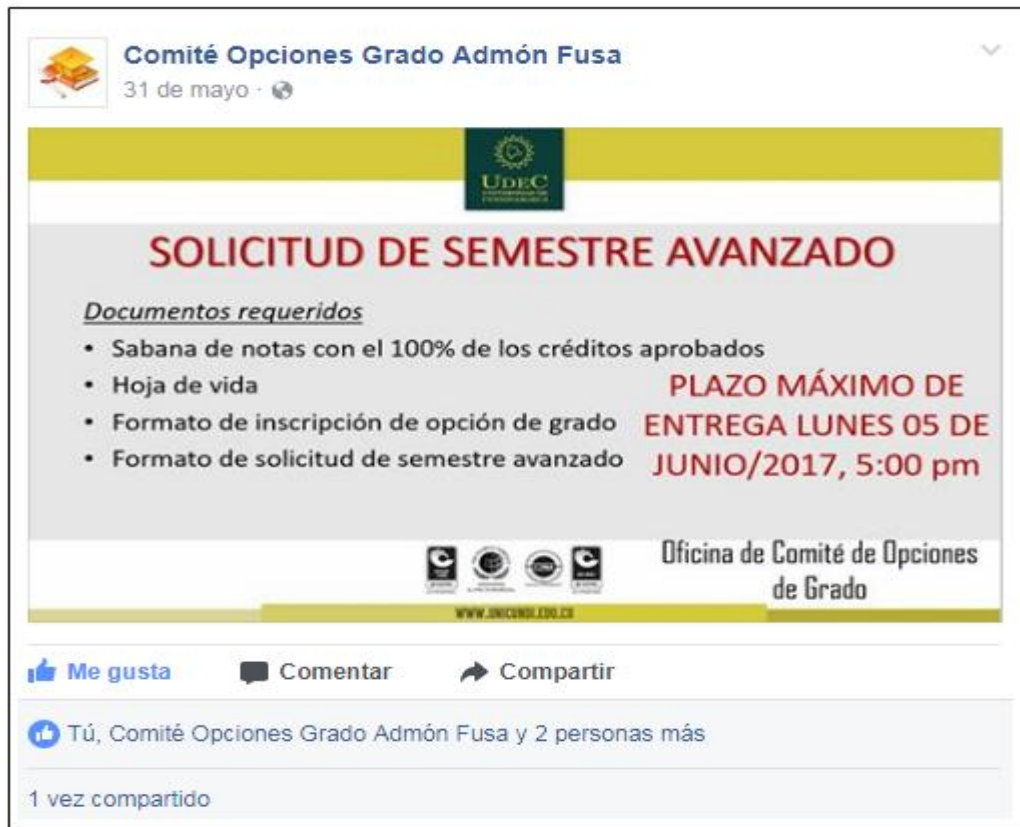 Comité Opciones Grado Admón Fusa
31 de mayo ·
UDEC
UNIVERSIDAD DE
CUNDINAMARCA
SOLICITUD DE SEMESTRE AVANZADO
Documentos requeridos
• Sabana de notas con el 100% de los créditos aprobados
• Hoja de vida
• Formato de inscripción de opción de grado
• Formato de solicitud de semestre avanzado
PLAZO MÁXIMO DE
ENTREGA LUNES 05 DE
JUNIO/2017, 5:00 pm
Oficina de Comité de Opciones
de Grado
WWW.UNICUNDI.EDU.CO
Me gusta Comentar Compartir
Tú, Comité Opciones Grado Admón Fusa y 2 personas más
1 vez compartido